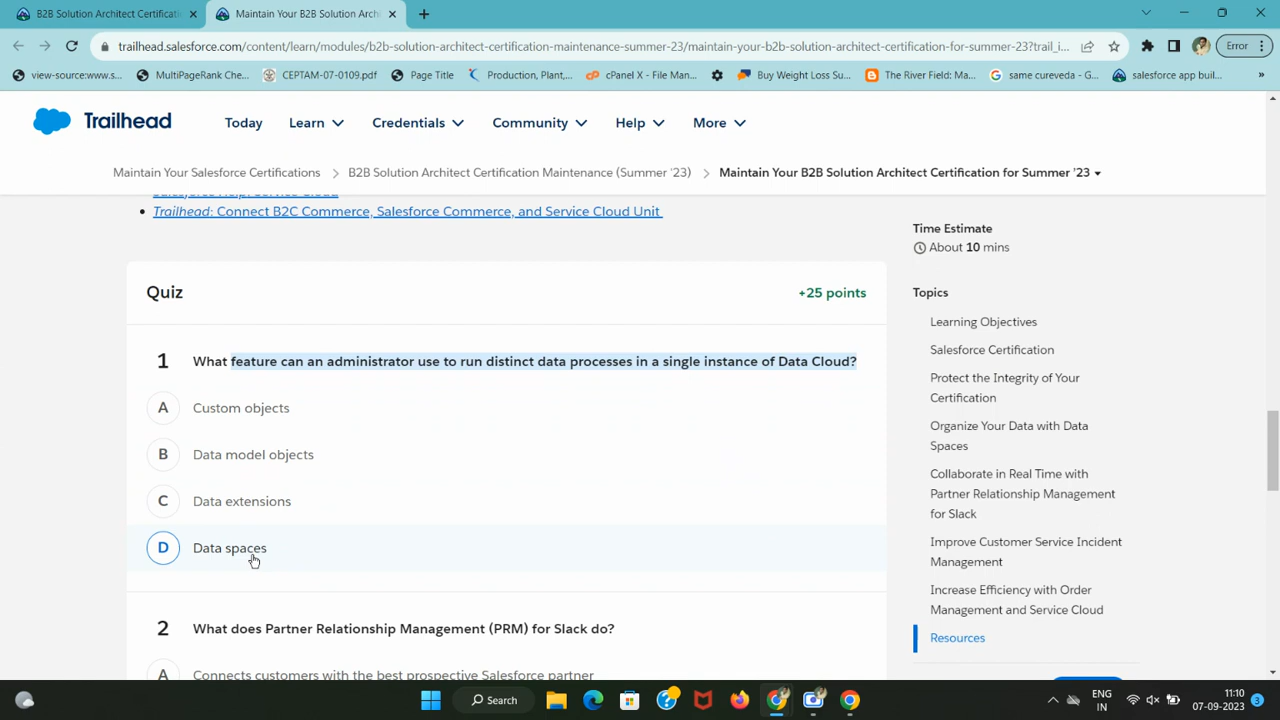 B2B Solution Architect Certificati
Maintain Your B2B Solution Archi
trailhead.salesforce.com/content/learn/modules/b2b-solution-architect-certification-maintenance-summer-23/maintain-your-b2b-solution-architect-certification-for-summer-23?trail_i...
Error
view-source:www.s...
MultiPageRank Che...
CEPTAM-07-0109.pdf
Page Title
Production, Plant,...
cPanel X - File Man...
Buy Weight Loss Su...
The River Field: Ma...
same cureveda - G...
salesforce app buil...
»
Trailhead
Today
Learn
Credentials
Community
Help
More
Maintain Your Salesforce Certifications
B2B Solution Architect Certification Maintenance (Summer '23)
Maintain Your B2B Solution Architect Certification for Summer '23
Salesforce Help: Service Cloud
Trailhead: Connect B2C Commerce, Salesforce Commerce, and Service Cloud Unit
Quiz
+25 points
1
What feature can an administrator use to run distinct data processes in a single instance of Data Cloud?
A
Custom objects
B
Data model objects
C
Data extensions
D
Data spaces
2
What does Partner Relationship Management (PRM) for Slack do?
A
Connects customers with the best prospective Salesforce partner
Time Estimate
About 10 mins
Topics
Learning Objectives
Salesforce Certification
Protect the Integrity of Your
Certification
Organize Your Data with Data
Spaces
Collaborate in Real Time with
Partner Relationship Management
for Slack
Improve Customer Service Incident
Management
Increase Efficiency with Order
Management and Service Cloud
Resources
Search
ENG
IN
11:10
07-09-2023
3